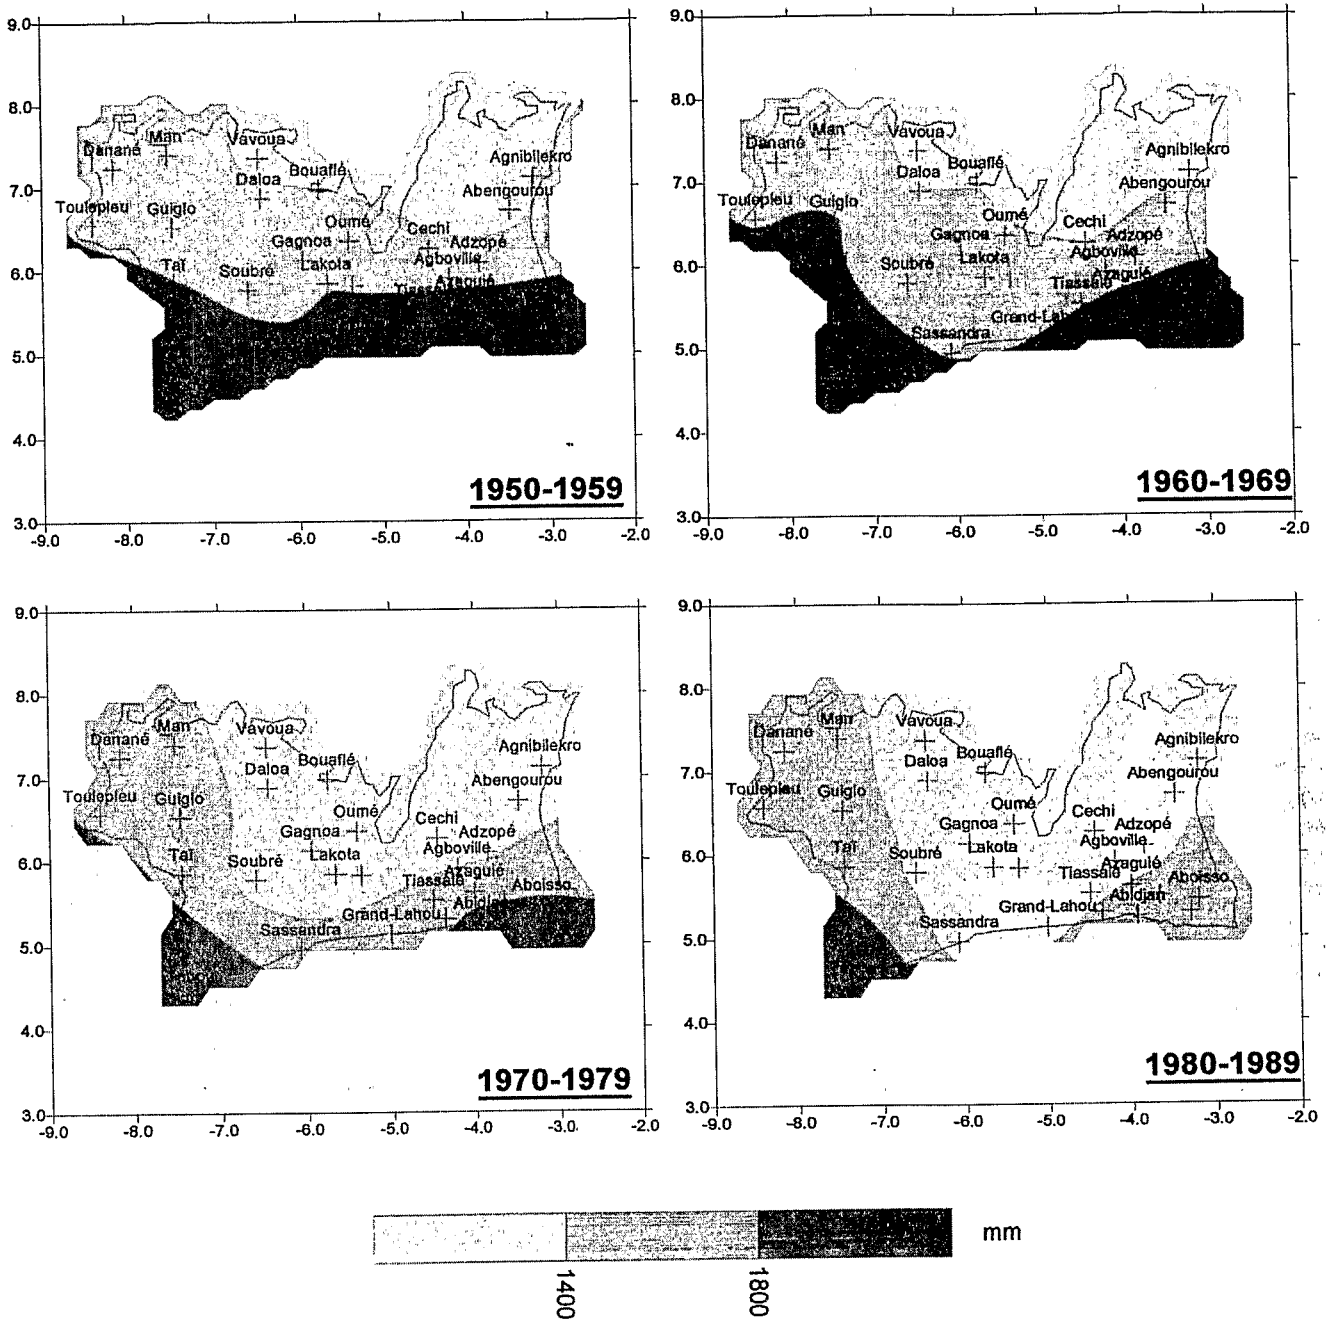 9.0
8.0
7.0
6.0
5.0
4.0
3.0
Man
Danané
Vavoua
Bouaflé
Daloa
Agnibilekro
Abengourou
Toulepleu
Guiglo
Oumé
Gagnoa
Cechi
Adzopé
Agboville
Lakota
Taï
Soubré
Azaguié
-9.0 -8.0 -7.0 -6.0 -5.0 -4.0 -3.0
1950-1959
9.0
8.0
7.0
6.0
5.0
4.0
3.0
Man
Danané
Vavoua
Bouaflé
Daloa
Agnibilekro
Abengourou
Toulepleu
Guiglo
Oumé
Gagnoa
Cechi
Adzopé
Agboville
Lakota
Soubré
Azaguié
Tiassalé
Grand-Lah
Sassandra
-9.0 -8.0 -7.0 -6.0 -5.0 -4.0 -3.0 -2.0
1960-1969
9.0
8.0
7.0
6.0
5.0
4.0
3.0
Man
Danané
Vavoua
Bouaflé
Daloa
Agnibilekro
Abengourou
Toulepleu
Guiglo
Oumé
Gagnoa
Cechi
Adzopé
Agboville
Lakota
Taï
Soubré
Azaguié
Tiassalé
Aboisso
Abidjan
Grand-Lahou
Sassandra
-9.0 -8.0 -7.0 -6.0 -5.0 -4.0 -3.0 -2.0
1970-1979
9.0
8.0
7.0
6.0
5.0
4.0
3.0
Man
Danané
Vavoua
Bouaflé
Daloa
Agnibilekro
Abengourou
Toulepleu
Guiglo
Oumé
Gagnoa
Cechi
Adzopé
Agboville
Lakota
Taï
Soubré
Azaguié
Tiassalé
Aboisso
Abidjan
Grand-Lahou
Sassandra
-9.0 -8.0 -7.0 -6.0 -5.0 -4.0 -3.0 -2.0
1980-1989
mm
1400
1800